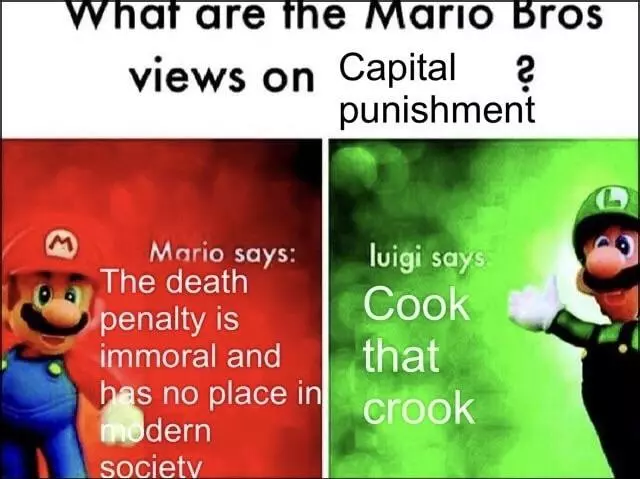 What are the Mario Bros
views on Capital punishment ?
M
Mario says:
The death
penalty is
immoral and
has no place in
modern
society
L
luigi says:
Cook
that
crook